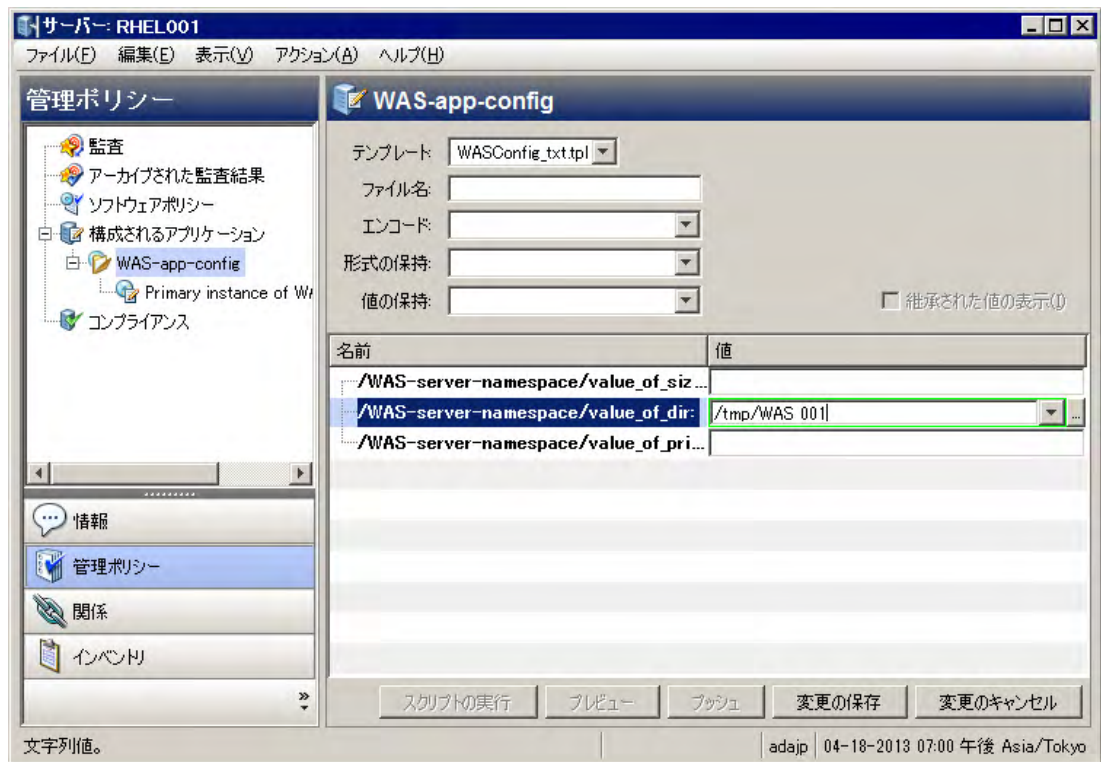 サーバー: RHEL001
ファイル(F) 編集(E) 表示(V) アクション(A) ヘルプ(H)
管理ポリシー
監査
アーカイブされた監査結果
ソフトウェアポリシー
構成されるアプリケーション
WAS-app-config
Primary instance of WA
コンプライアンス
情報
管理ポリシー
関係
インベントリ
WAS-app-config
テンプレート: WASConfig_txt.tpl
ファイル名:
エンコード:
形式の保持:
値の保持:
継承された値の表示(I)
名前 値
/WAS-server-namespace/value_of_siz...
/WAS-server-namespace/value_of_dir: /tmp/WAS 001 ...
/WAS-server-namespace/value_of_pri...
スクリプトの実行 プレビュー プッシュ 変更の保存 変更のキャンセル
文字列値。 adajp 04-18-2013 07:00 午後 Asia/Tokyo